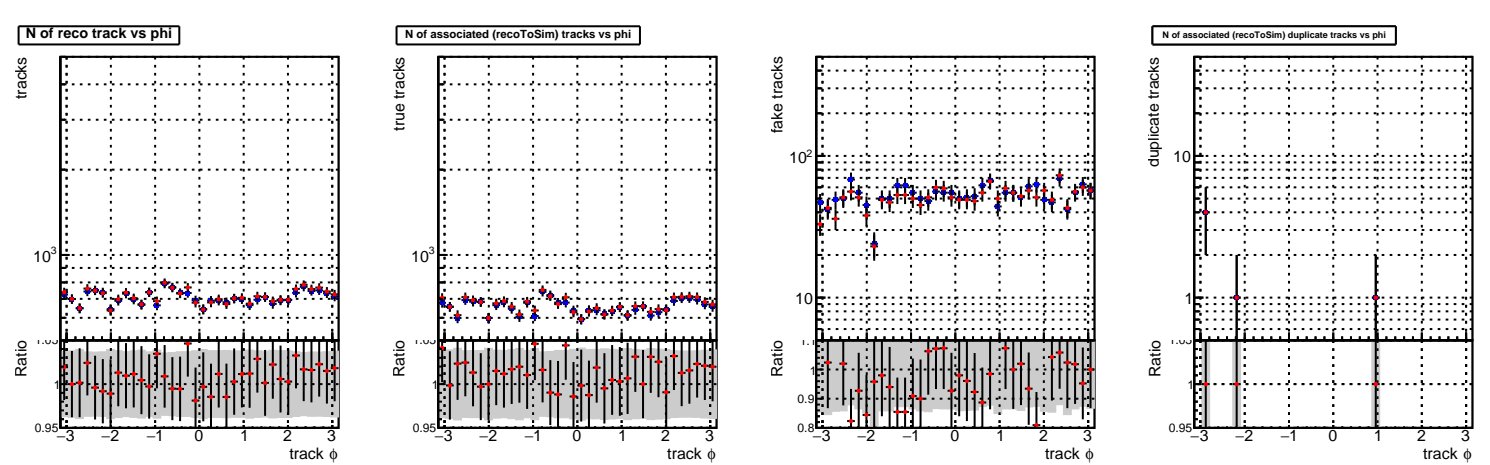 N of reco track vs phi
tracks
10³
Ratio
1.05
1
0.95
−3 −2 −1 0 1 2 3
track ϕ
N of associated (recoToSim) tracks vs phi
true tracks
10³
Ratio
1.05
1
0.95
−3 −2 −1 0 1 2 3
track ϕ
fake tracks
10²
10
Ratio
1.1
1
0.9
0.8
−3 −2 −1 0 1 2 3
track ϕ
N of associated (recoToSim) duplicate tracks vs phi
duplicate tracks
10
1
Ratio
1.05
1
0.95
−3 −2 −1 0 1 2 3
track ϕ